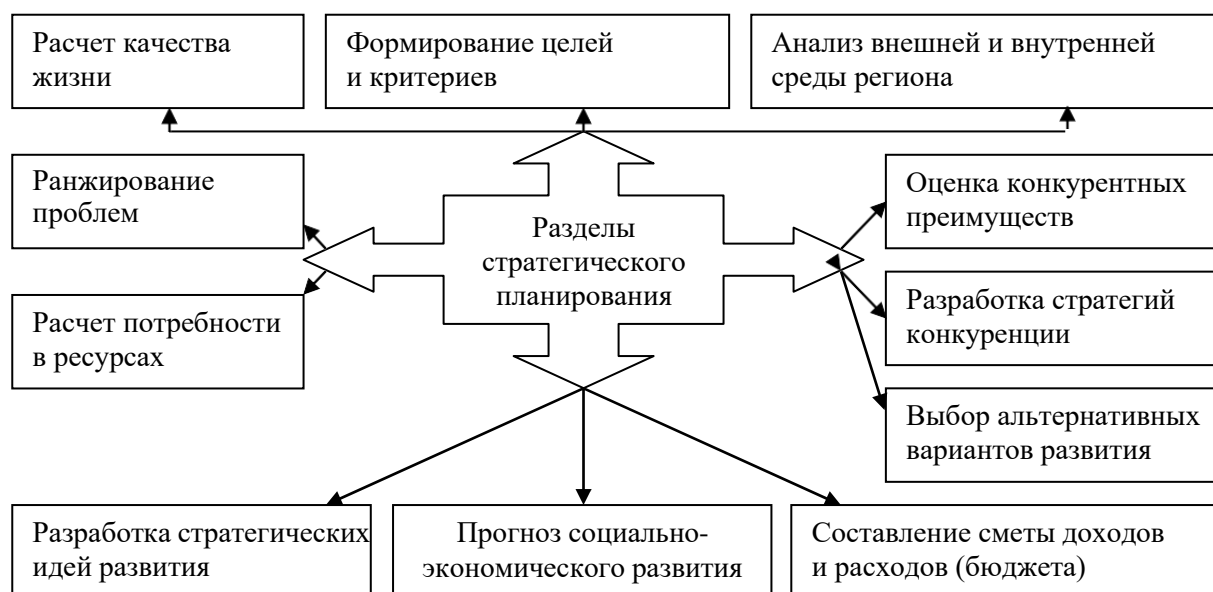 Расчет качества
жизни
Формирование целей
и критериев
Анализ внешней и внутренней
среды региона
Ранжирование
проблем
Разделы
стратегического
планирования
Оценка конкурентных
преимуществ
Расчет потребности
в ресурсах
Разработка стратегий
конкуренции
Выбор альтернативных
вариантов развития
Разработка стратегических
идей развития
Прогноз социально-
экономического развития
Составление сметы доходов
и расходов (бюджета)